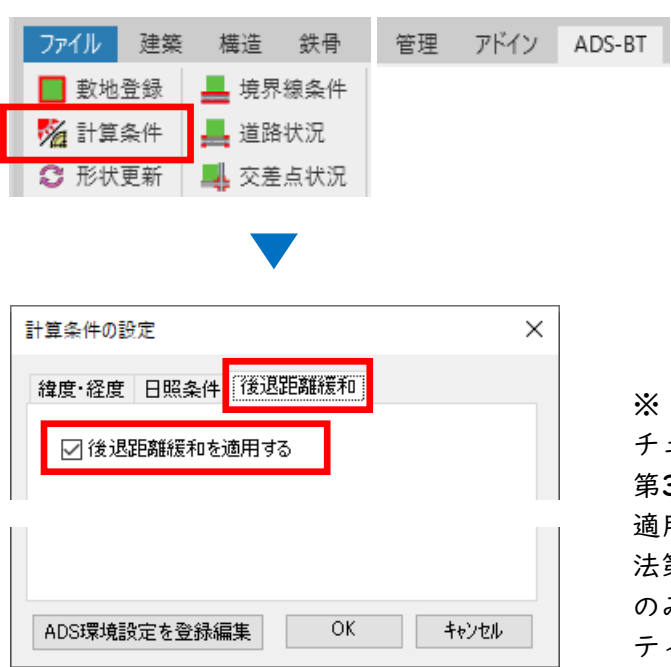 ファイル 建築 構造 鉄骨 管理 アドイン ADS-BT
敷地登録 境界線条件
計算条件 道路状況
形状更新 交差点状況
計算条件の設定
緯度・経度 日照条件 後退距離緩和
後退距離緩和を適用する
ADS環境設定を登録編集 OK キャンセル
※
チュ
第3
適用
法第
のみ
ティ